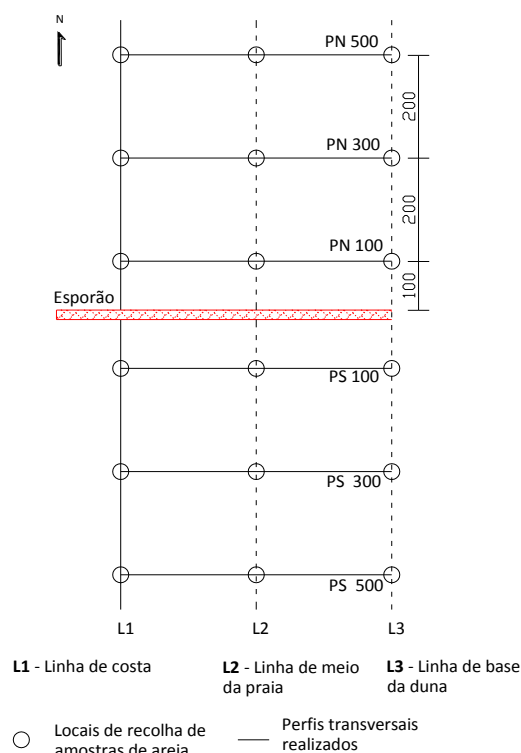 N
PN 500
200
PN 300
200
PN 100
100
Esporão
PS 100
PS 300
PS 500
L1 L2 L3
L1 - Linha de costa
L2 - Linha de meio
da praia
L3 - Linha de base
da duna
Locais de recolha de
amostras de areia
Perfis transversais
realizados